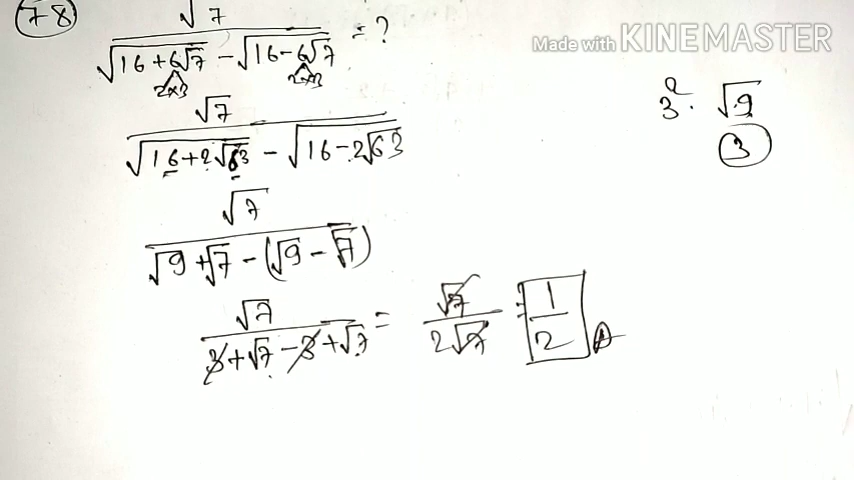 78 √7 / (√(16+6√7) − √(16−6√7)) = ?
2×3 2×3
Made with KINEMASTER
3². √9
3
√7 / (√(16+2√63) − √(16−2√63))
√7 / (√9+√7−(√9−√7))
√7 / (3+√7−3+√7) = √7 / 2√7 = 1/2